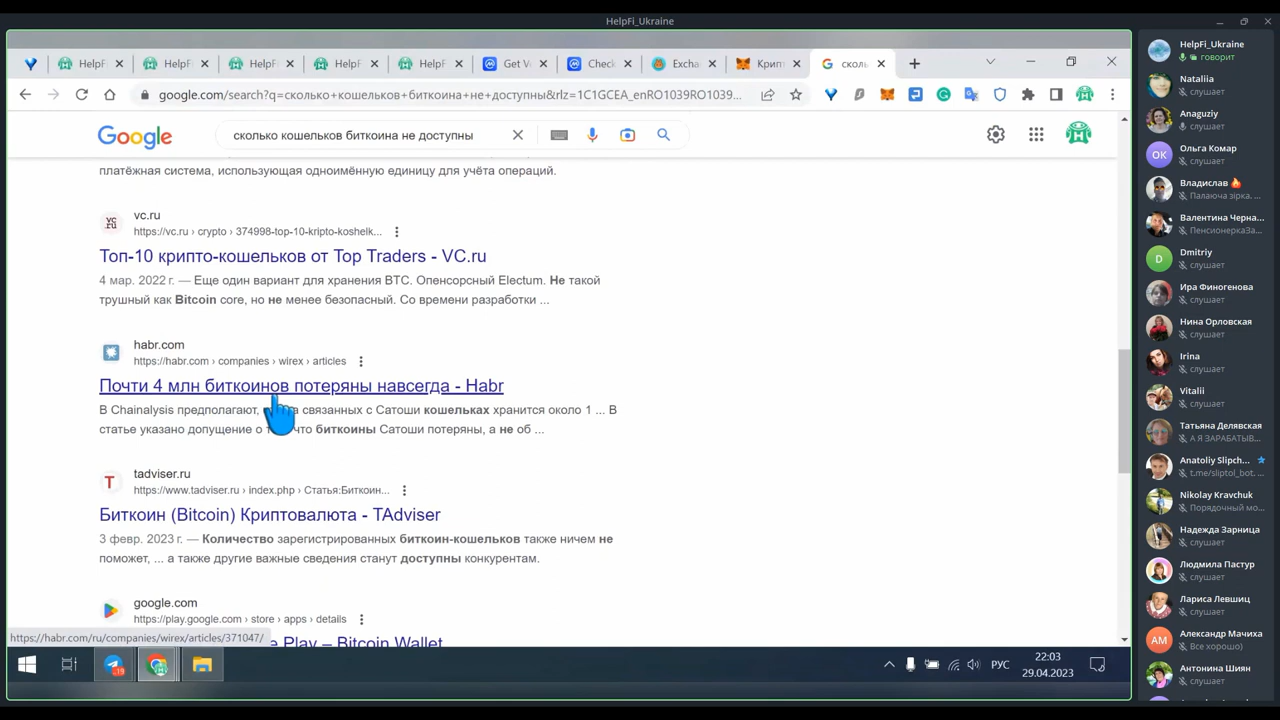 HelpFi_Ukraine
HelpF
HelpFi
HelpF
HelpFi
HelpF
Get V
Check
Excha
Крип
сколь
google.com/search?q=сколько+кошельков+биткоина+не+доступны&rlz=1C1GCEA_enRO1039RO1039...
Google
сколько кошельков биткоина не доступны
платёжная система, использующая одноимённую единицу для учёта операций.
vc.ru
https://vc.ru › crypto › 374998-top-10-kripto-koshelk...
Топ-10 крипто-кошельков от Top Traders - VC.ru
4 мар. 2022 г. — Еще один вариант для хранения BTC. Опенсорсный Electum. Не такой
трушный как Bitcoin core, но не менее безопасный. Со времени разработки ...
habr.com
https://habr.com › companies › wirex › articles
Почти 4 млн биткоинов потеряны навсегда - Habr
В Chainalysis предполагают, а связанных с Сатоши кошельках хранится около 1 ... В
статье указано допущение о что биткоины Сатоши потеряны, а не об ...
tadviser.ru
https://www.tadviser.ru › index.php › Статья:Биткоин...
Биткоин (Bitcoin) Криптовалюта - TAdviser
3 февр. 2023 г. — Количество зарегистрированных биткоин-кошельков также ничем не
поможет, ... а также другие важные сведения станут доступны конкурентам.
google.com
https://play.google.com › store › apps › details
e Play – Bitcoin Wallet
https://habr.com/ru/companies/wirex/articles/371047/
19
РУС
22:03
29.04.2023
HelpFi_Ukraine
говорит
Nataliia
слушает
Anaguziy
слушает
ОК
Ольга Комар
слушает
Владислав
Палаюча зірка. ...
Валентина Черна...
ПенсионеркаЗа...
D
Dmitriy
слушает
Ира Финогенова
слушает
Нина Орловская
слушает
Irina
слушает
Vitalii
слушает
Татьяна Делявская
А Я ЗАРАБАТЫВ...
Anatoliy Slipch...
t.me/sliptol_bot. ...
Nikolay Kravchuk
Порядочный мо...
Надежда Зарница
слушает
Людмила Пастур
слушает
Лариса Левшиц
слушает
АМ
Александр Мачиха
Все хорошо)
Антонина Шиян
слушает